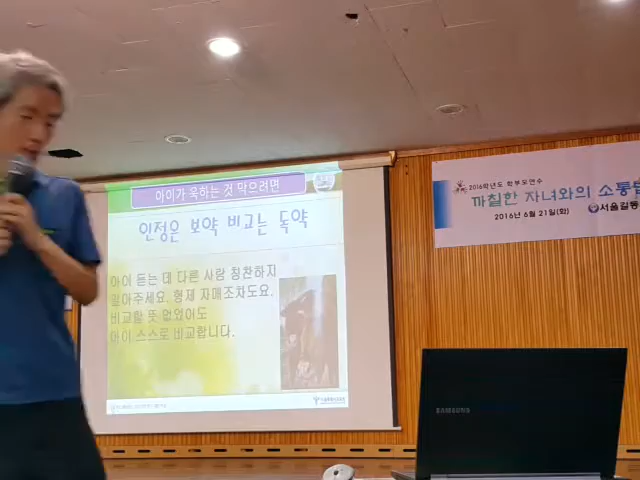 아이가 욱하는 것 막으려면
인정은 보약 비교는 독약
아이 듣는 데 다른 사람 칭찬하지
말아주세요. 형제 자매조차도요.
비교할 뜻 없었어도
아이 스스로 비교합니다.
2016학년도 학부모연수
까칠한 자녀와의 소통법
2016년 6월 21일(화)
서울길동
SAMSUNG